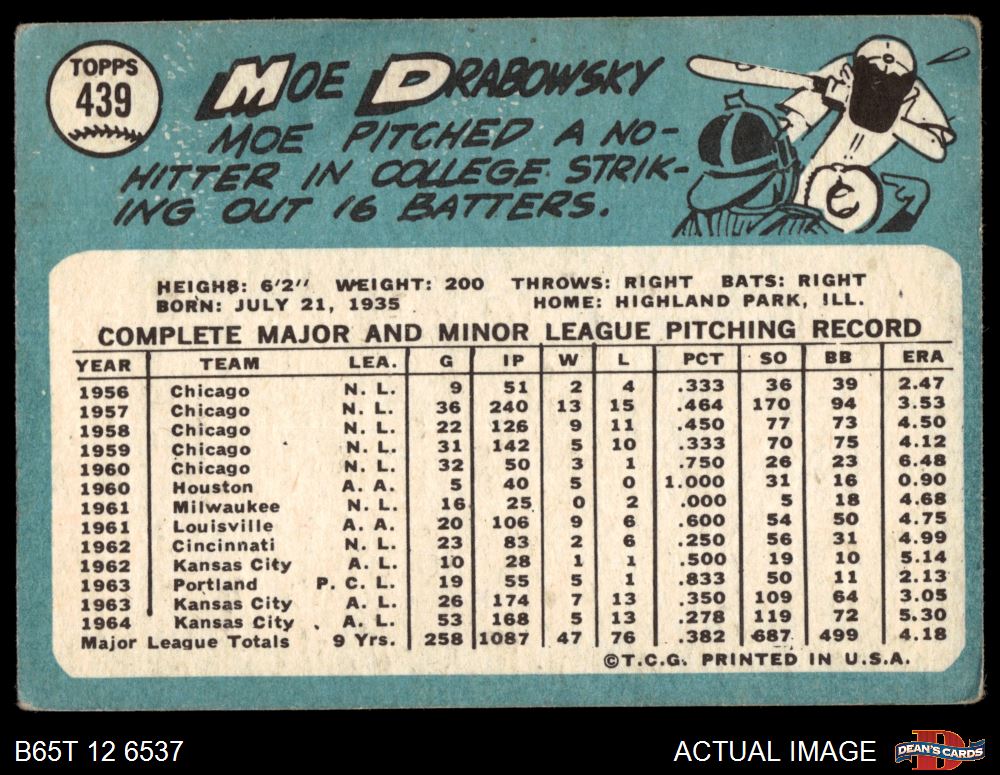 TOPPS
439
MOE DRABOWSKY
MOE PITCHED A NO-
HITTER IN COLLEGE STRIK-
ING OUT 16 BATTERS.
C
HEIGH8: 6'2" WEIGHT: 200 THROWS: RIGHT BATS: RIGHT
BORN: JULY 21, 1935 HOME: HIGHLAND PARK, ILL.
COMPLETE MAJOR AND MINOR LEAGUE PITCHING RECORD
YEAR TEAM LEA. G IP W L PCT SO BB ERA
1956 Chicago N. L. 9 51 2 4 .333 36 39 2.47
1957 Chicago N. L. 36 240 13 15 .464 170 94 3.53
1958 Chicago N. L. 22 126 9 11 .450 77 73 4.50
1959 Chicago N. L. 31 142 5 10 .333 70 75 4.12
1960 Chicago N. L. 32 50 3 1 .750 26 23 6.48
1960 Houston A. A. 5 40 5 0 1.000 31 16 0.90
1961 Milwaukee N. L. 16 25 0 2 .000 5 18 4.68
1961 Louisville A. A. 20 106 9 6 .600 54 50 4.75
1962 Cincinnati N. L. 23 83 2 6 .250 56 31 4.99
1962 Kansas City A. L. 10 28 1 1 .500 19 10 5.14
1963 Portland P. C. L. 19 55 5 1 .833 50 11 2.13
1963 Kansas City A. L. 26 174 7 13 .350 109 64 3.05
1964 Kansas City A. L. 53 168 5 13 .278 119 72 5.30
Major League Totals 9 Yrs. 258 1087 47 76 .382 687 499 4.18
©T.C.G. PRINTED IN U.S.A.
B65T 12 6537
ACTUAL IMAGE
D
DEAN'S CARDS